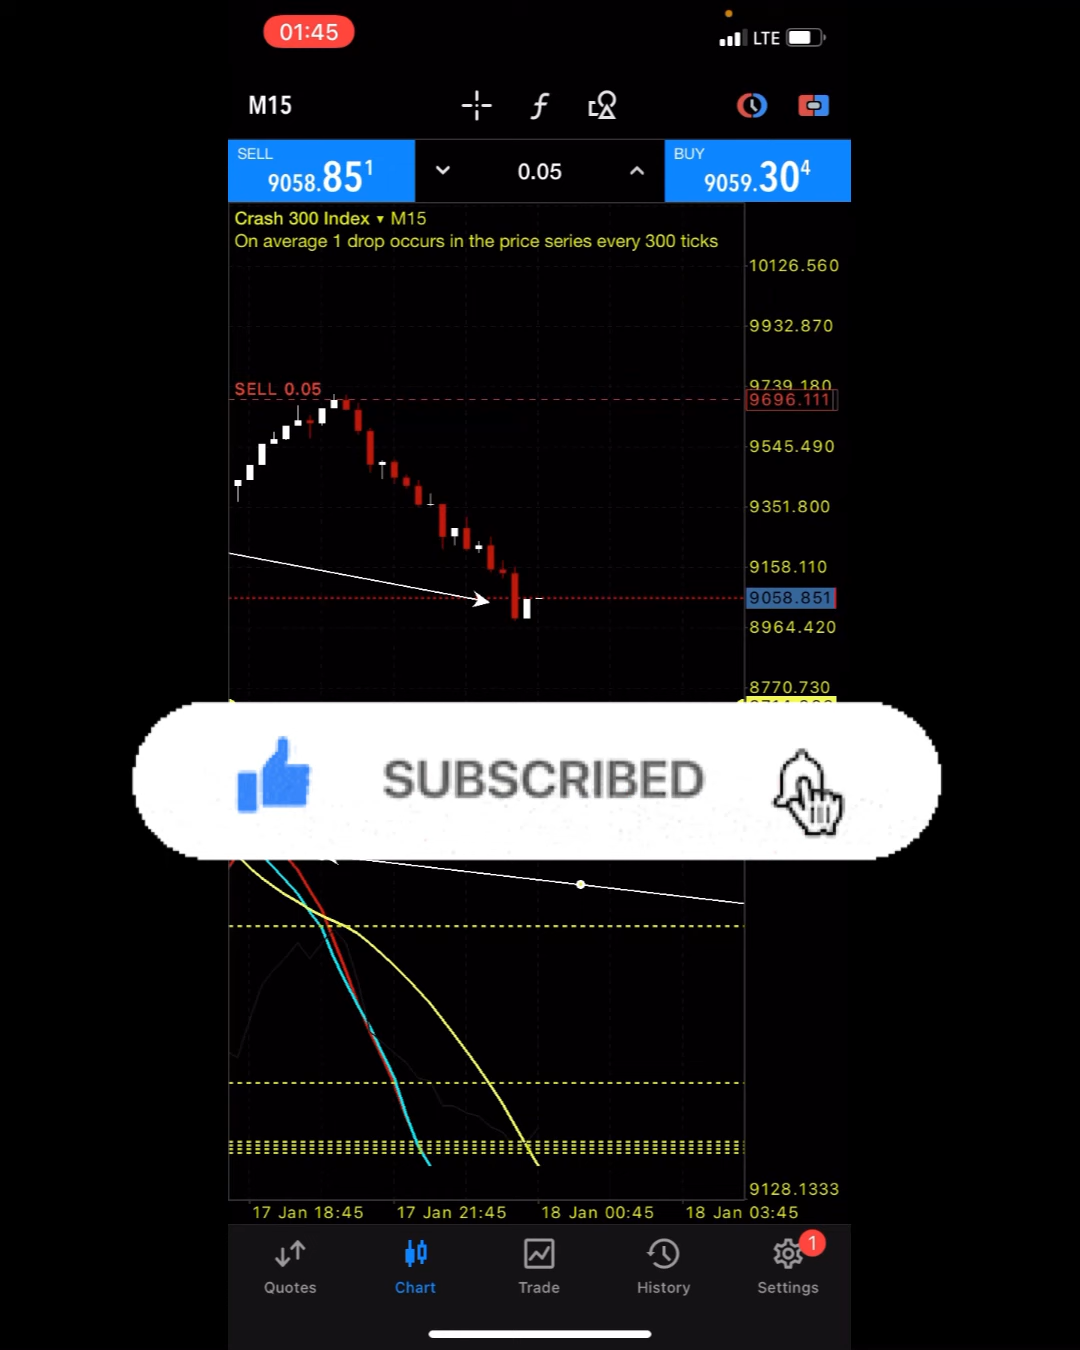 01:45
LTE
M15
SELL
9058.85¹
0.05
BUY
9059.30⁴
Crash 300 Index ▾ M15
On average 1 drop occurs in the price series every 300 ticks
10126.560
9932.870
9739.180
SELL 0.05
9696.111
9545.490
9351.800
9158.110
9058.851
8964.420
8770.730
SUBSCRIBED
9128.1333
17 Jan 18:45
17 Jan 21:45
18 Jan 00:45
18 Jan 03:45
1
Quotes
Chart
Trade
History
Settings